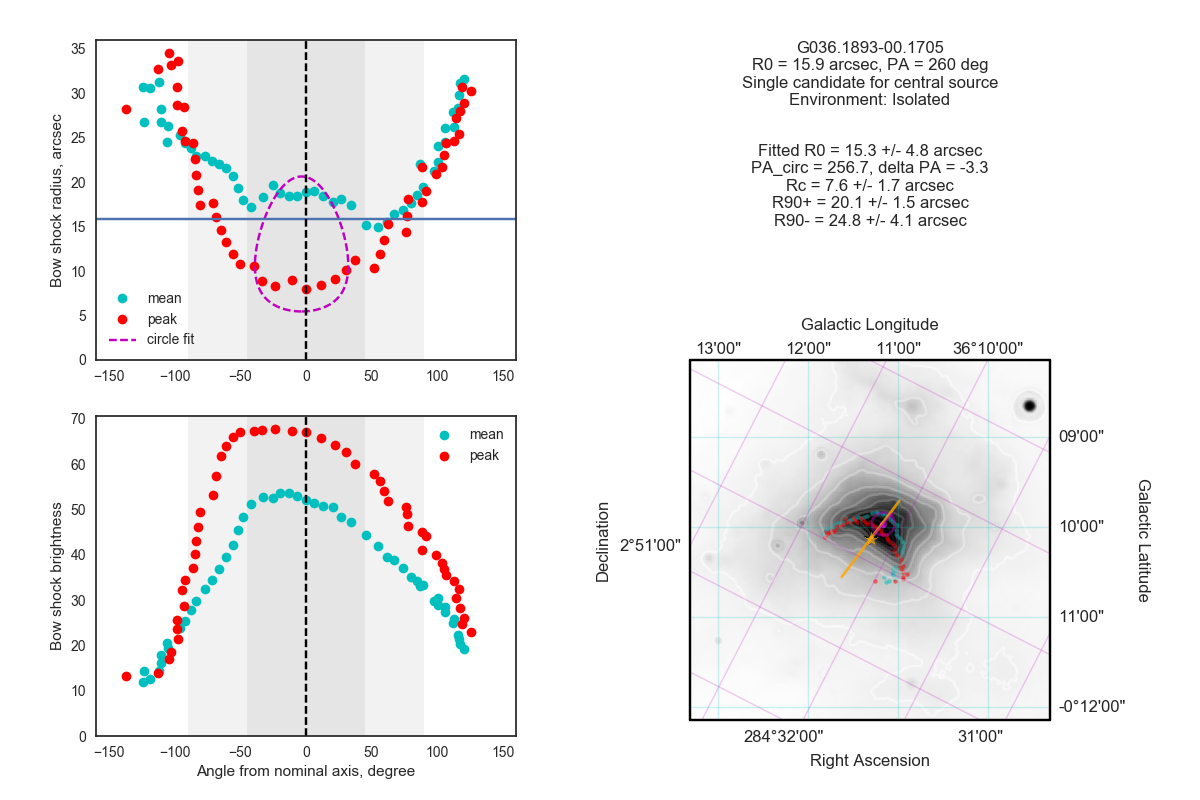 G036.1893-00.1705
R0 = 15.9 arcsec, PA = 260 deg
Single candidate for central source
Environment: Isolated
Fitted R0 = 15.3 +/- 4.8 arcsec
PA_circ = 256.7, delta PA = -3.3
Rc = 7.6 +/- 1.7 arcsec
R90+ = 20.1 +/- 1.5 arcsec
R90- = 24.8 +/- 4.1 arcsec
Bow shock radius, arcsec
35
30
25
20
15
10
5
0
mean
peak
circle fit
−150 −100 −50 0 50 100 150
Bow shock brightness
70
60
50
40
30
20
10
0
mean
peak
−150 −100 −50 0 50 100 150
Angle from nominal axis, degree
Galactic Longitude
13'00" 12'00" 11'00" 36°10'00"
09'00"
10'00"
11'00"
-0°12'00"
Galactic Latitude
Declination
2°51'00"
284°32'00" 31'00"
Right Ascension